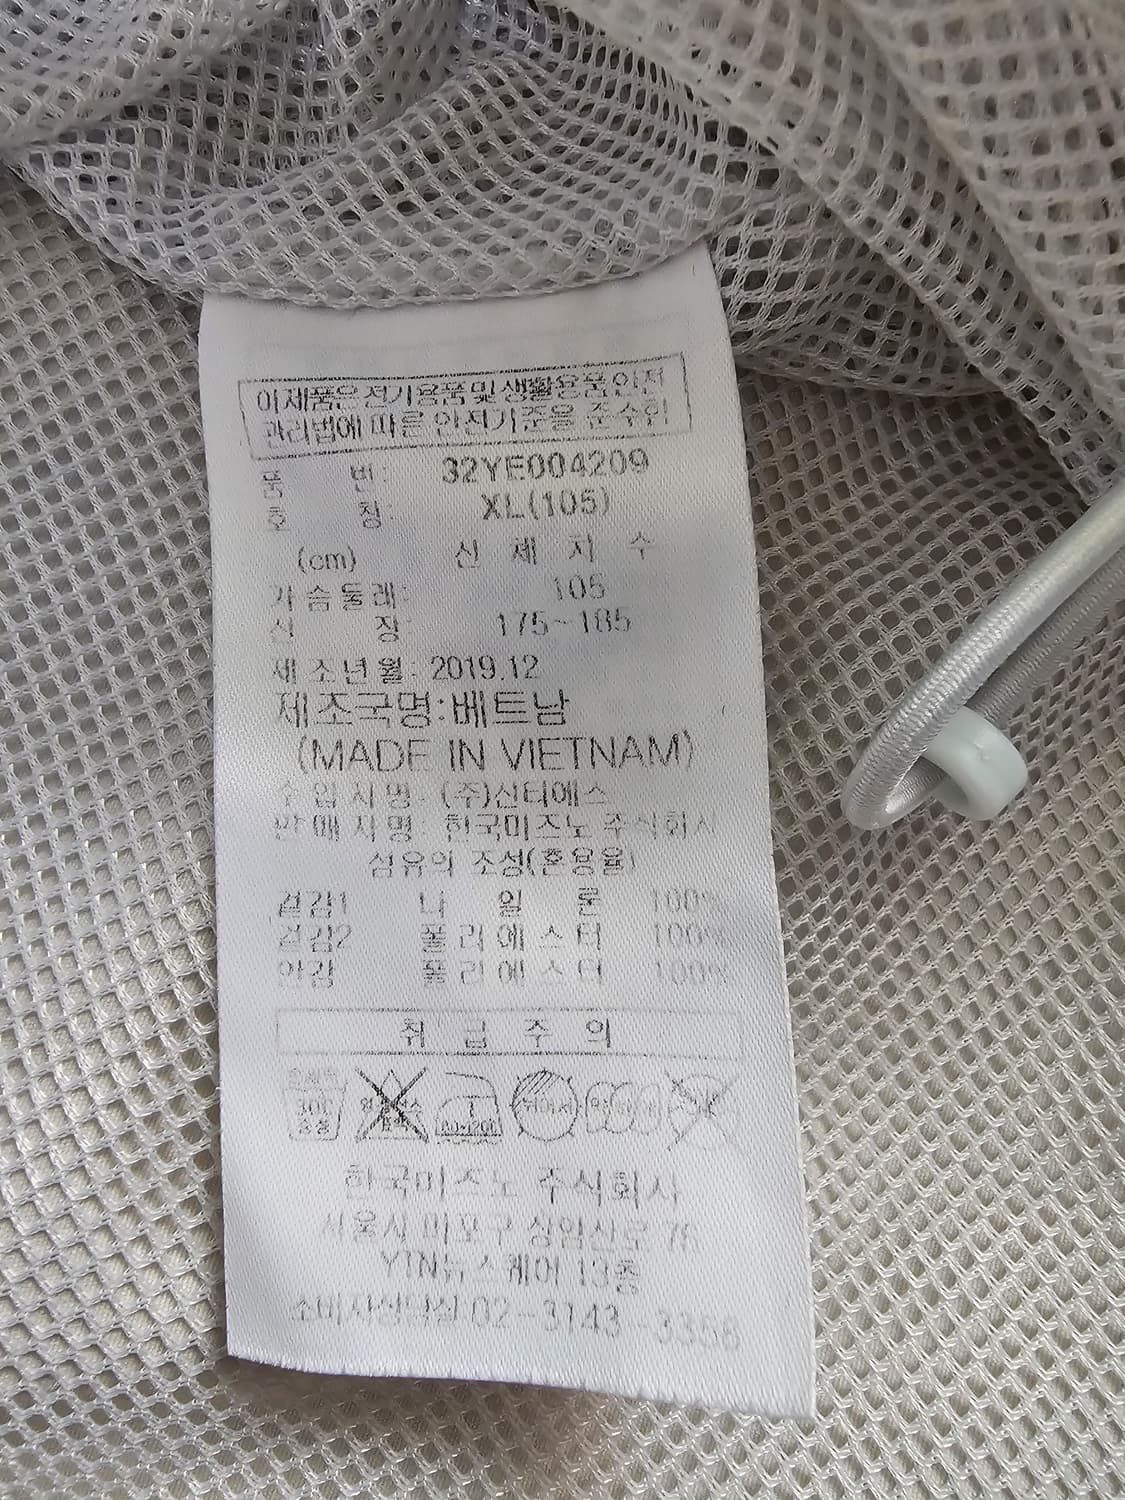 이제품은전기용품및생활용품안전
관리법에 따른 안전기준을 준수함
품 번: 32YE004209
호 칭: XL(105)
(cm) 신 체 치 수
가슴둘레: 105
신 장: 175~185
제조년월: 2019.12
제조국명:베트남
(MADE IN VIETNAM)
수입자명: (주)신티에스
판매자명: 한국미즈노주식회사
섬유의 조성(혼용율)
겉감1 나 일 론 100%
겉감2 폴리에스터 100%
안감 폴리에스터 100%
취 급 주 의
30℃
중성
한국미즈노 주식회사
서울시 마포구 상암산로 76
YTN뉴스퀘어 13층
소비자상담실:02-3143-